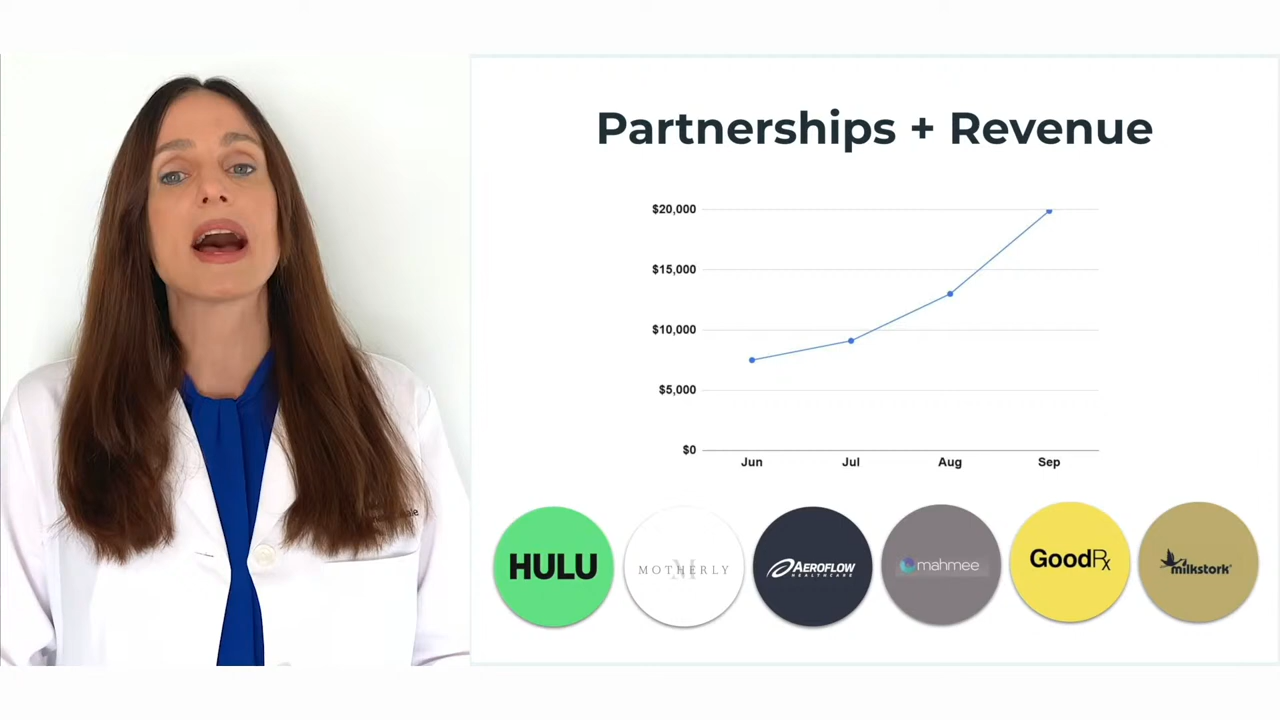 Partnerships + Revenue
$20,000
$15,000
$10,000
$5,000
$0
Jun Jul Aug Sep
HULU
MOTHERLY
AEROFLOW
HEALTHCARE
mahmee
GoodRx
milkstork